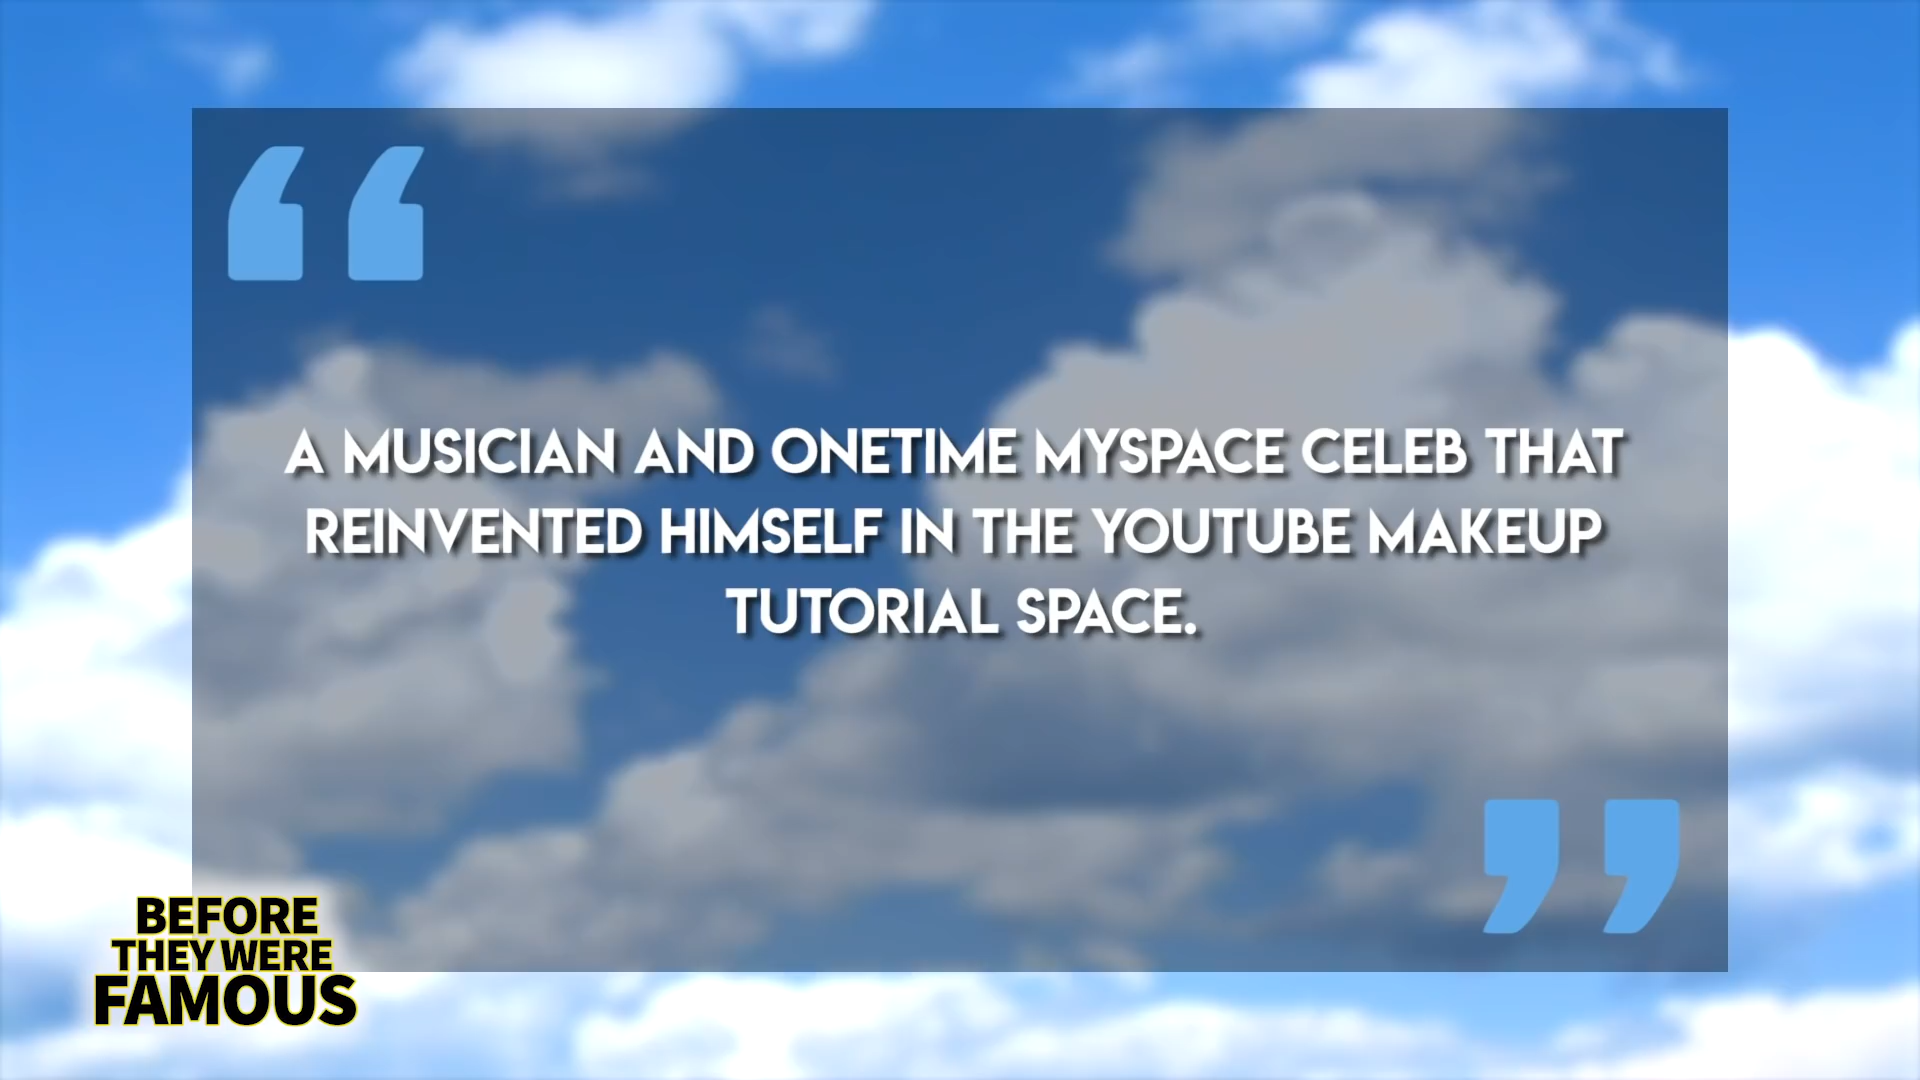 A MUSICIAN AND ONETIME MYSPACE CELEB THAT
REINVENTED HIMSELF IN THE YOUTUBE MAKEUP
TUTORIAL SPACE.
BEFORE
THEY WERE
FAMOUS